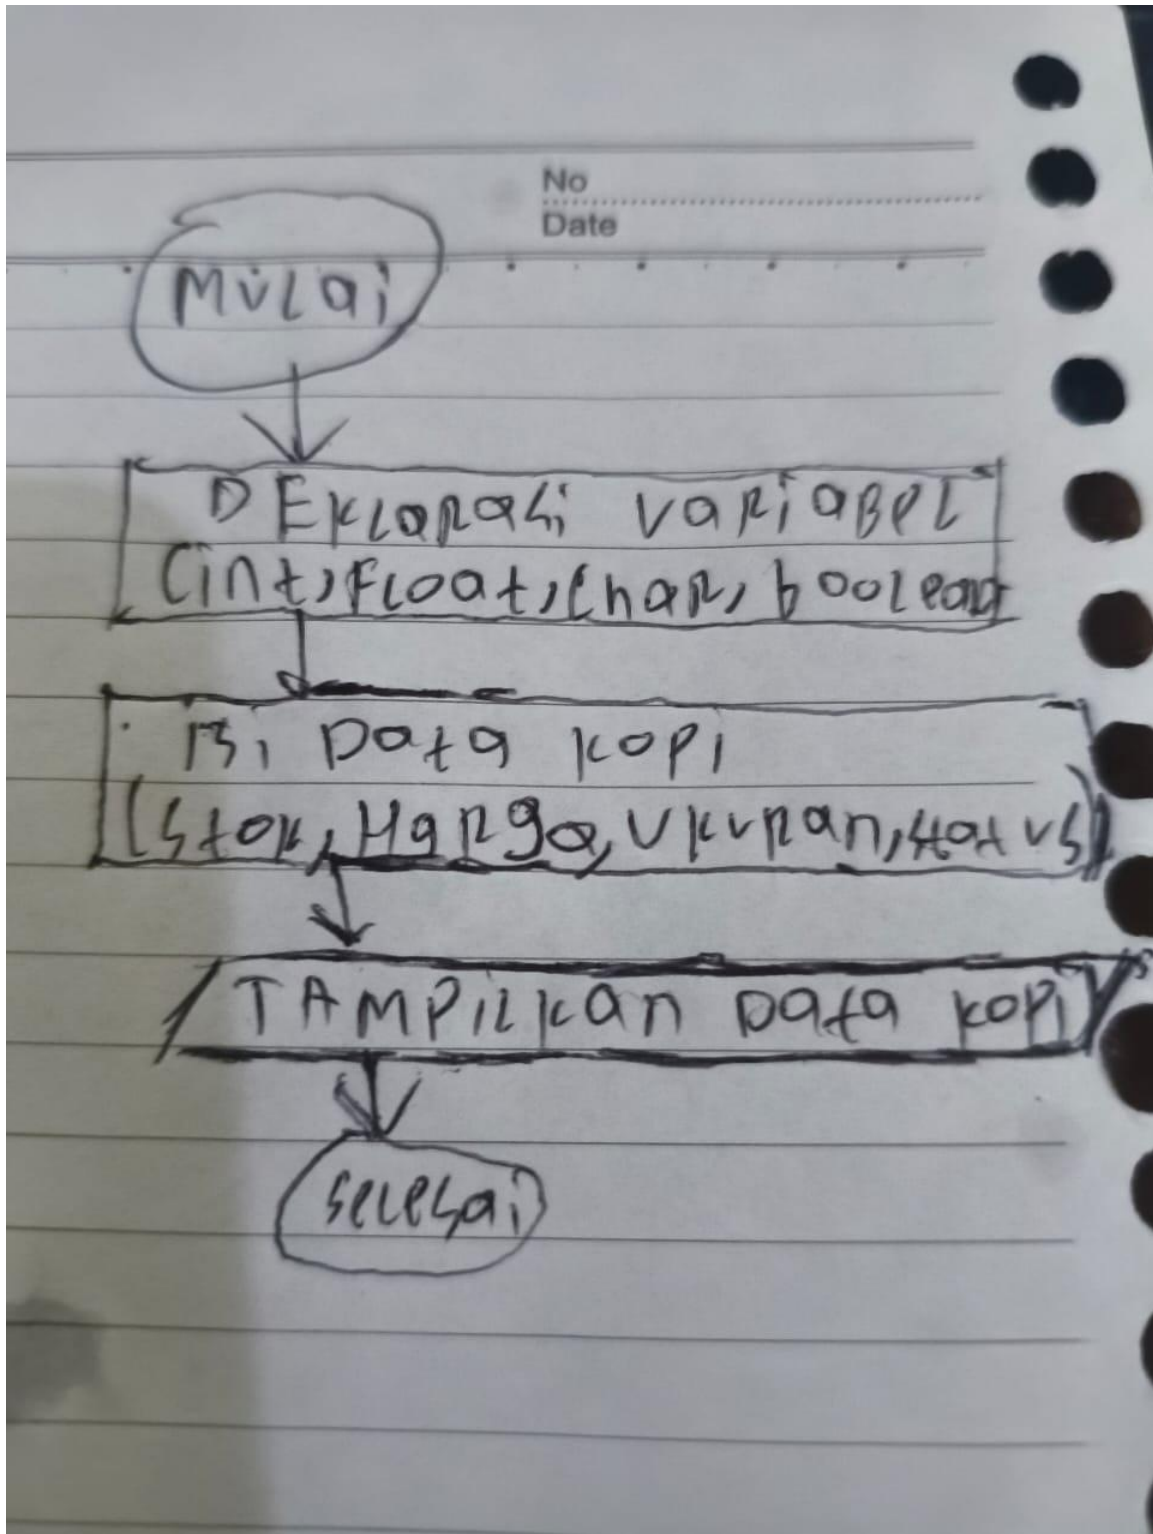 No
Date
Mulai
DEklarasi variabel
(int, Float, Char, boolean
Isi Data kopi
(Stok, Harga, Ukuran, status)
TAMPilkan Data kopi
Selesai